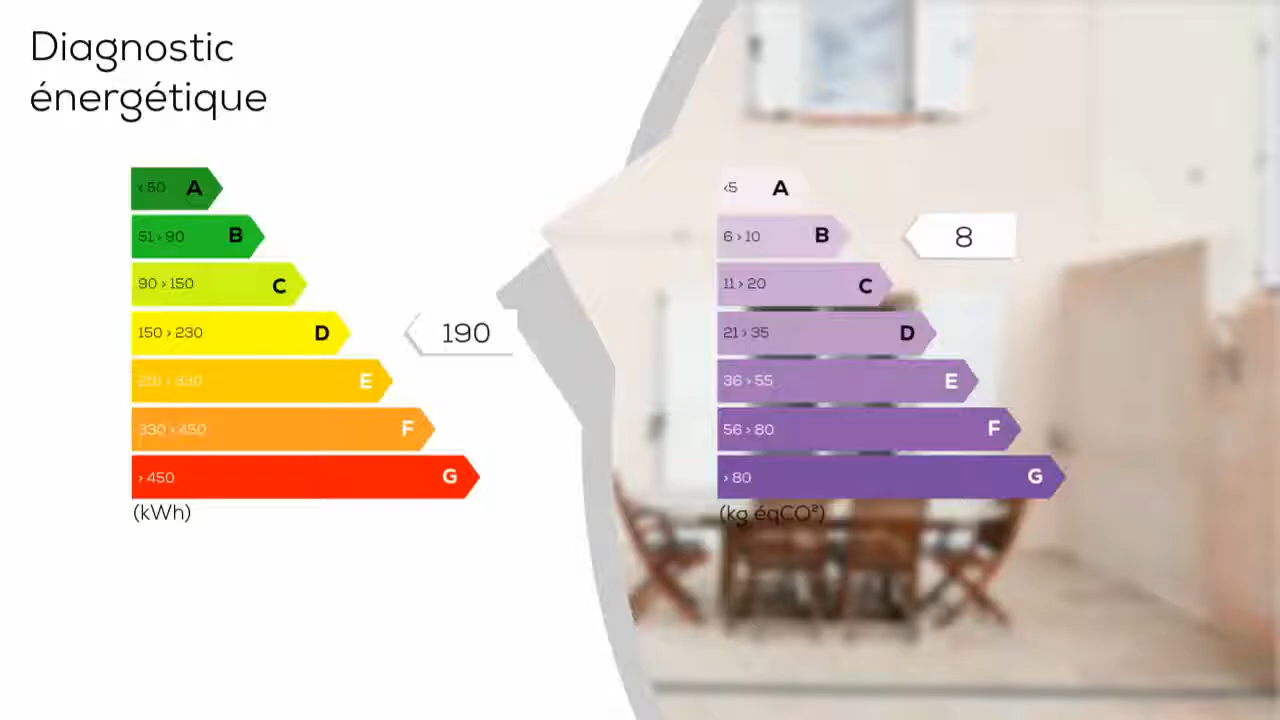 Diagnostic
énergétique
< 50 A
51 > 90 B
90 > 150 C
150 > 230 D
190
E
330 > 450 F
> 450 G
(kWh)
<5 A
6 > 10 B
8
11 > 20 C
21 > 35 D
36 > 55 E
56 > 80 F
> 80 G
(kg éqCO²)